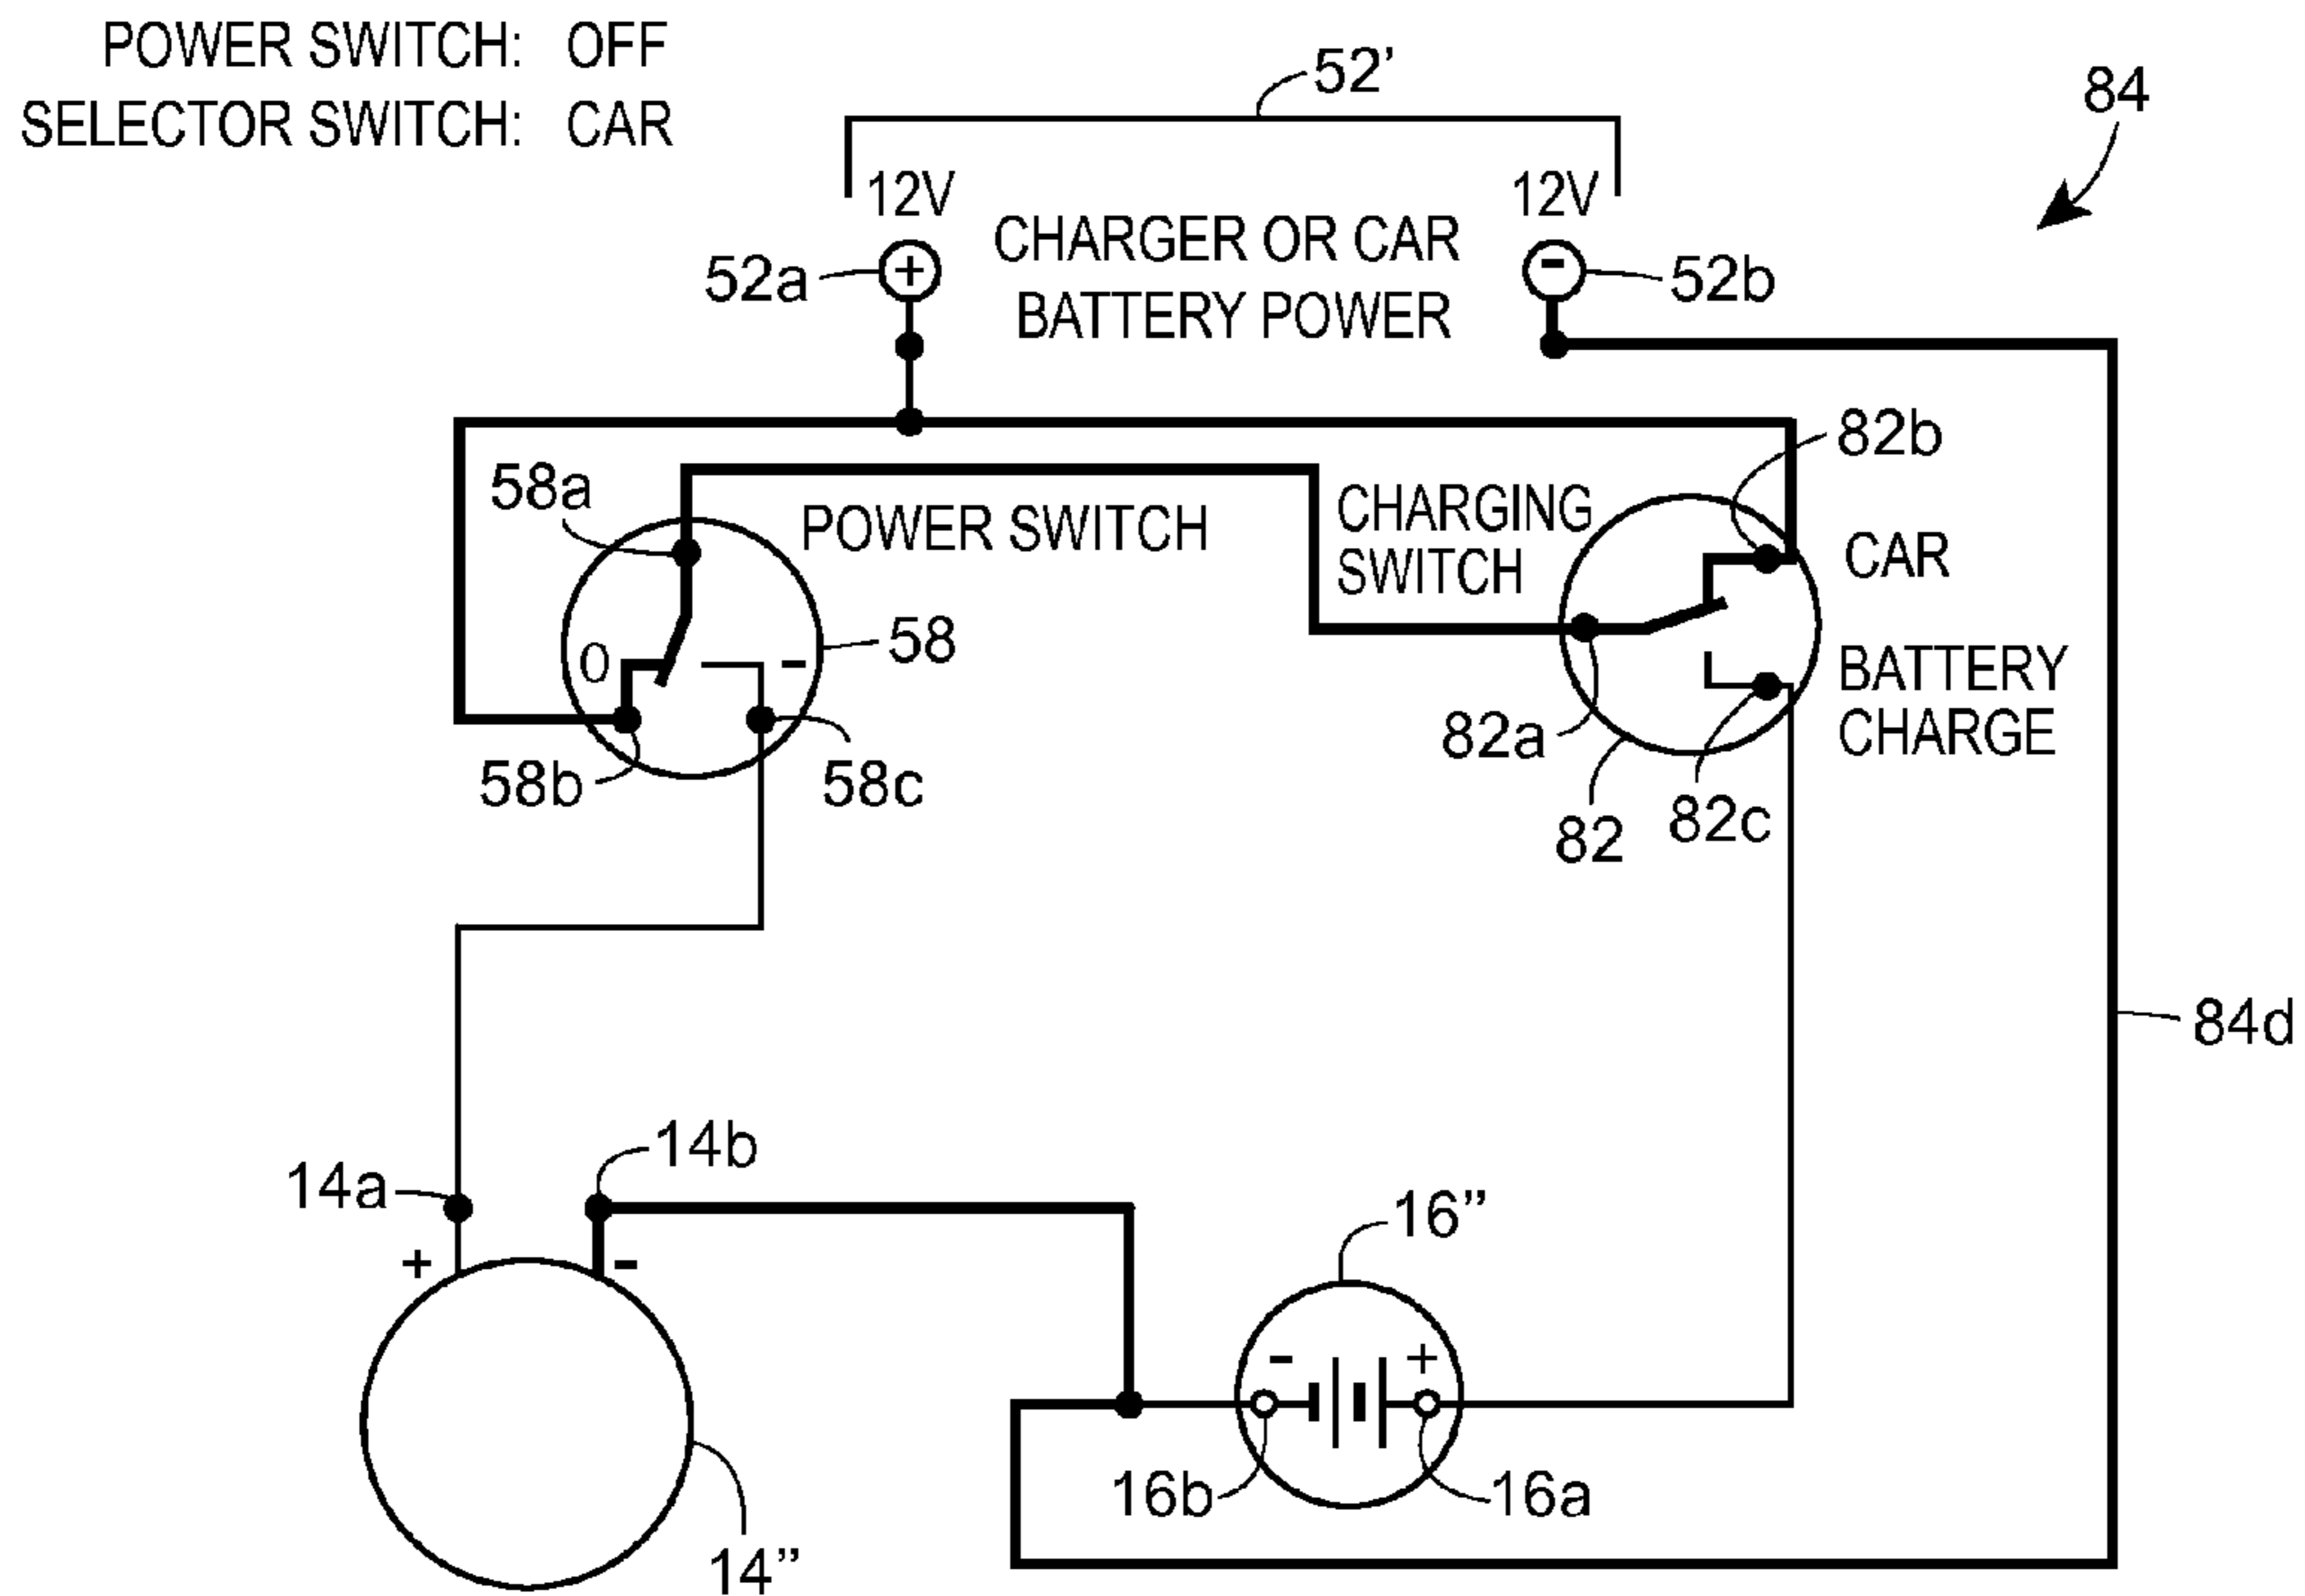 POWER SWITCH: OFF
SELECTOR SWITCH: CAR
52’
84
12V
12V
CHARGER OR CAR
BATTERY POWER
52a
+
-
52b
82b
58a
POWER SWITCH
CHARGING
SWITCH
CAR
0
-
58
BATTERY
CHARGE
58b
58c
82a
82
82c
84d
14a
14b
+
-
16”
-
+
16b
16a
14”